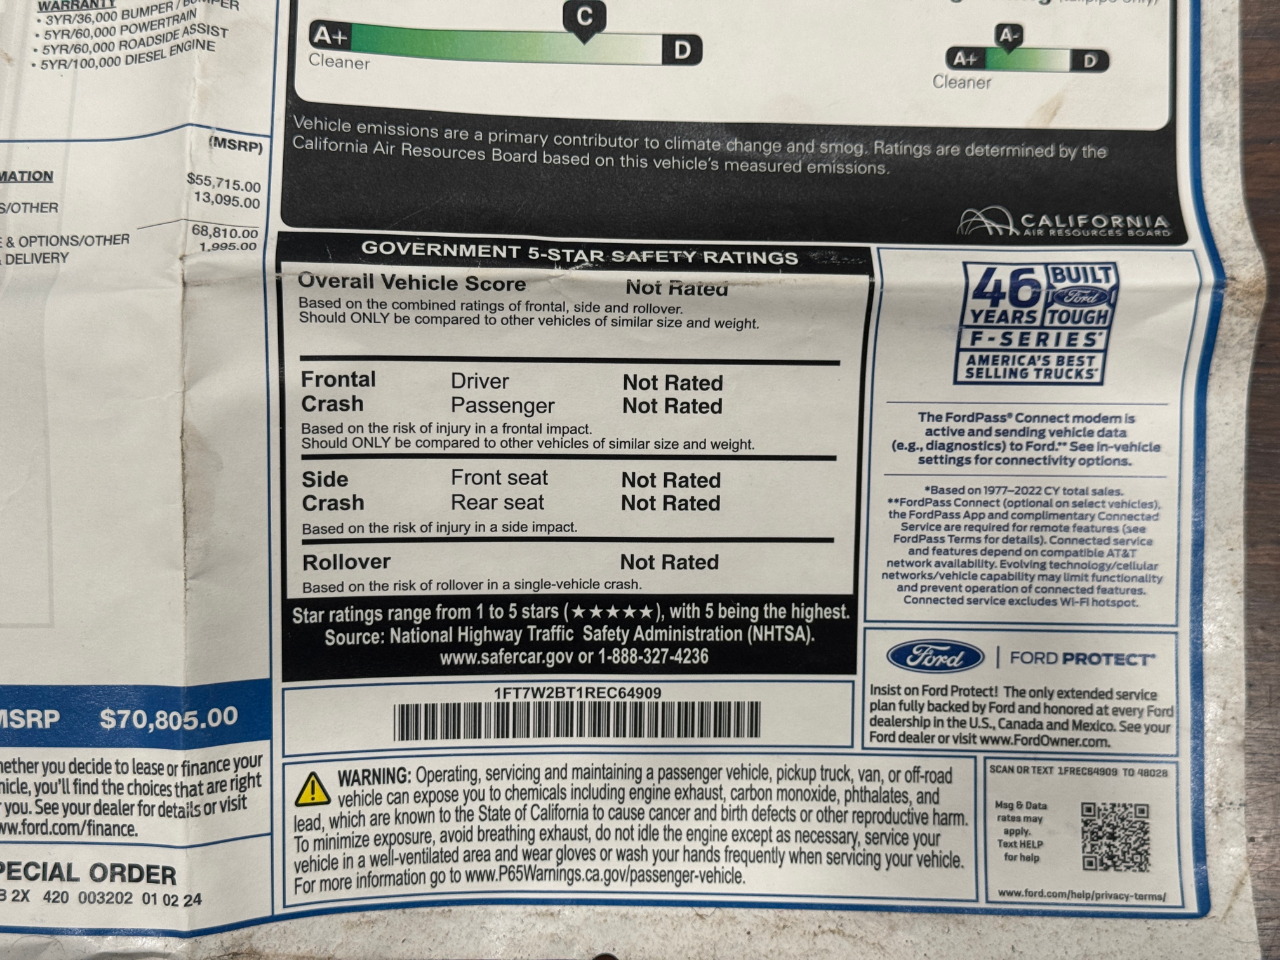 WARRANTY
• 3YR/36,000 BUMPER / BUMPER
• 5YR/60,000 POWERTRAIN
• 5YR/60,000 ROADSIDE ASSIST
• 5YR/100,000 DIESEL ENGINE
(MSRP)
MATION
$55,715.00
S/OTHER 13,095.00
68,810.00
E & OPTIONS/OTHER
DELIVERY 1,995.00
MSRP $70,805.00
hether you decide to lease or finance your
hicle, you'll find the choices that are right
you. See your dealer for details or visit
ww.ford.com/finance.
PECIAL ORDER
B 2X 420 003202 01 02 24
C
A+ D
Cleaner
A-
A+ D
Cleaner
Vehicle emissions are a primary contributor to climate change and smog. Ratings are determined by the
California Air Resources Board based on this vehicle's measured emissions.
CALIFORNIA
AIR RESOURCES BOARD
GOVERNMENT 5-STAR SAFETY RATINGS
Overall Vehicle Score Not Rated
Based on the combined ratings of frontal, side and rollover.
Should ONLY be compared to other vehicles of similar size and weight.
Frontal Driver Not Rated
Crash Passenger Not Rated
Based on the risk of injury in a frontal impact.
Should ONLY be compared to other vehicles of similar size and weight.
Side Front seat Not Rated
Crash Rear seat Not Rated
Based on the risk of injury in a side impact.
Rollover Not Rated
Based on the risk of rollover in a single-vehicle crash.
Star ratings range from 1 to 5 stars (★★★★★), with 5 being the highest.
Source: National Highway Traffic Safety Administration (NHTSA).
www.safercar.gov or 1-888-327-4236
1FT7W2BT1REC64909
46 BUILT
Ford
YEARS TOUGH
F-SERIES®
AMERICA'S BEST
SELLING TRUCKS*
The FordPass® Connect modem is
active and sending vehicle data
(e.g., diagnostics) to Ford.** See in-vehicle
settings for connectivity options.
*Based on 1977–2022 CY total sales.
**FordPass Connect (optional on select vehicles),
the FordPass App and complimentary Connected
Service are required for remote features (see
FordPass Terms for details). Connected service
and features depend on compatible AT&T
network availability. Evolving technology/cellular
networks/vehicle capability may limit functionality
and prevent operation of connected features.
Connected service excludes Wi-Fi hotspot.
Ford | FORD PROTECT®
Insist on Ford Protect! The only extended service
plan fully backed by Ford and honored at every Ford
dealership in the U.S., Canada and Mexico. See your
Ford dealer or visit www.FordOwner.com.
WARNING: Operating, servicing and maintaining a passenger vehicle, pickup truck, van, or off-road
vehicle can expose you to chemicals including engine exhaust, carbon monoxide, phthalates, and
lead, which are known to the State of California to cause cancer and birth defects or other reproductive harm.
To minimize exposure, avoid breathing exhaust, do not idle the engine except as necessary, service your
vehicle in a well-ventilated area and wear gloves or wash your hands frequently when servicing your vehicle.
For more information go to www.P65Warnings.ca.gov/passenger-vehicle.
SCAN OR TEXT 1FREC64909 TO 48028
Msg & Data
rates may
apply.
Text HELP
for help
www.ford.com/help/privacy-terms/